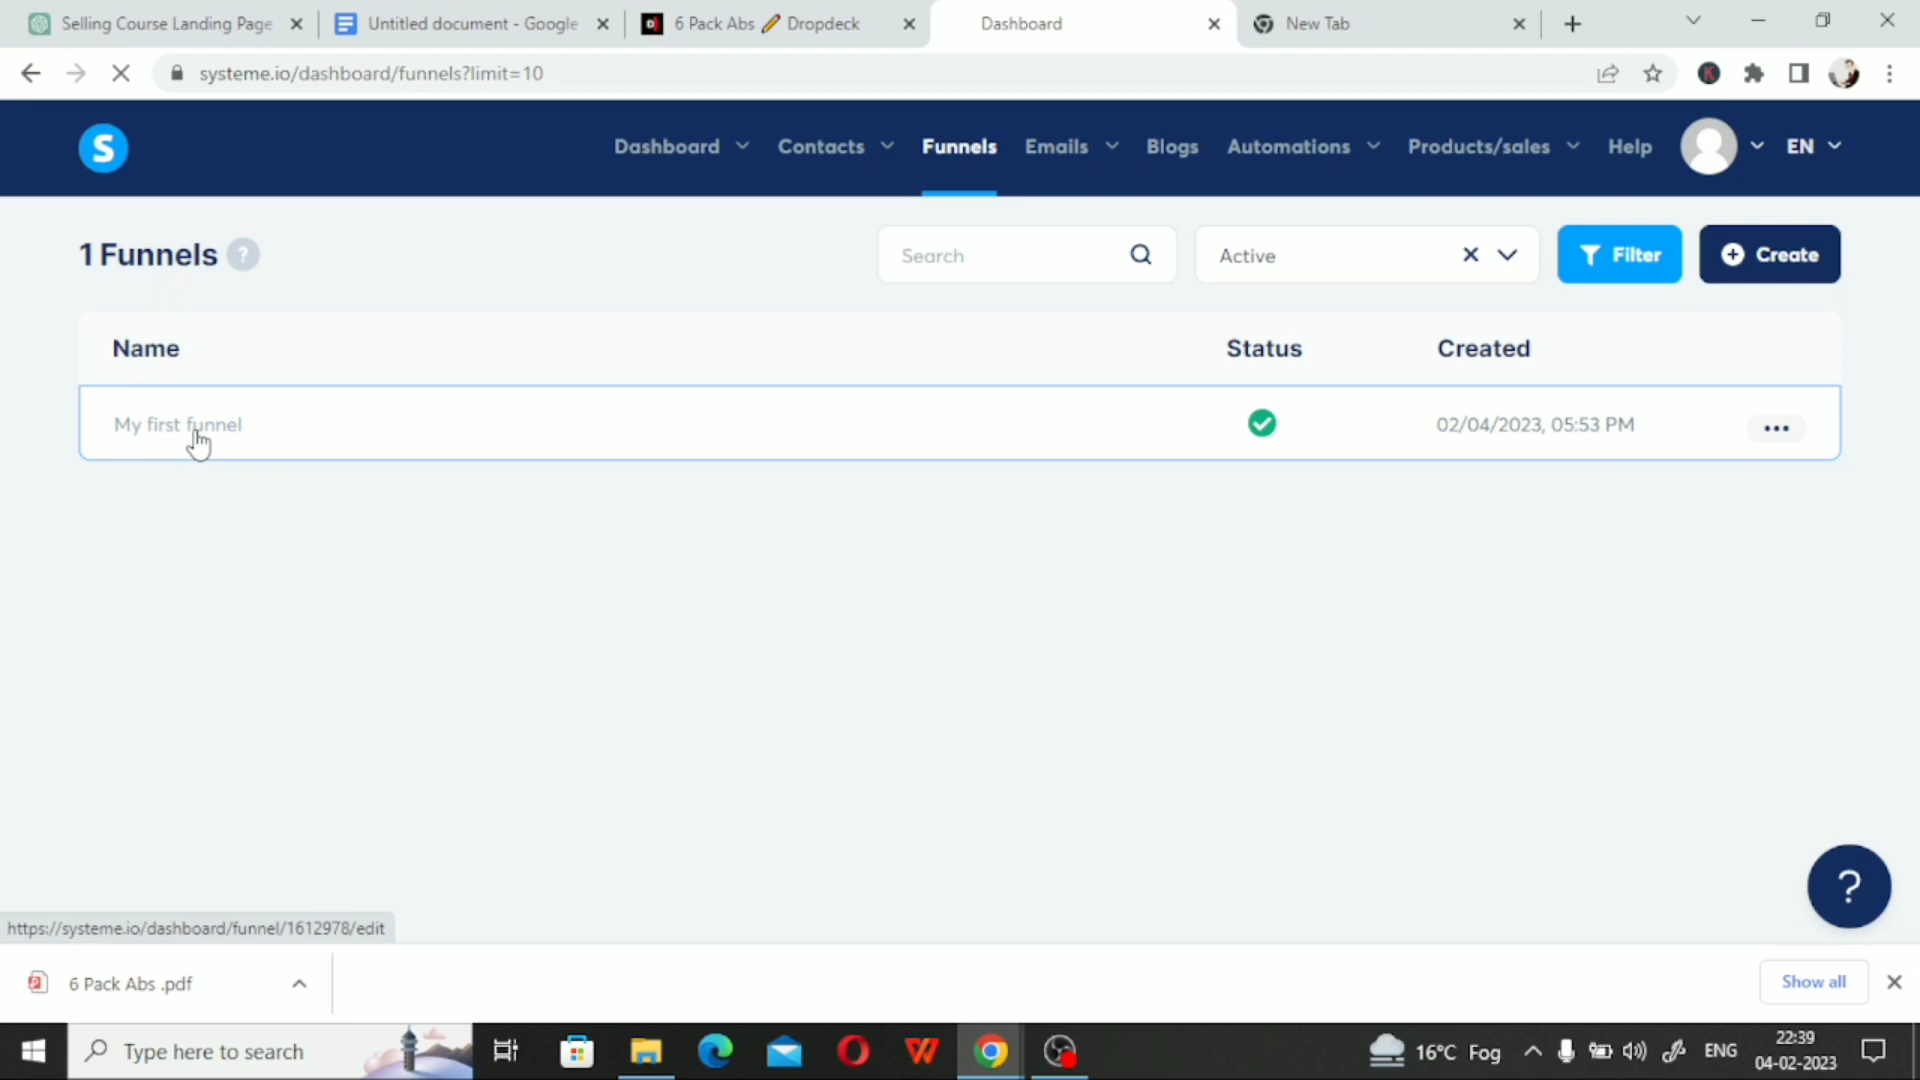 Selling Course Landing Page
Untitled document - Google
6 Pack Abs Dropdeck
Dashboard
New Tab
systeme.io/dashboard/funnels?limit=10
K
S
Dashboard
Contacts
Funnels
Emails
Blogs
Automations
Products/sales
Help
EN
1 Funnels ?
Search
Active
Filter
Create
Name
Status
Created
My first funnel
02/04/2023, 05:53 PM
?
https://systeme.io/dashboard/funnel/1612978/edit
6 Pack Abs .pdf
Show all
Type here to search
16°C Fog
ENG
22:39
04-02-2023